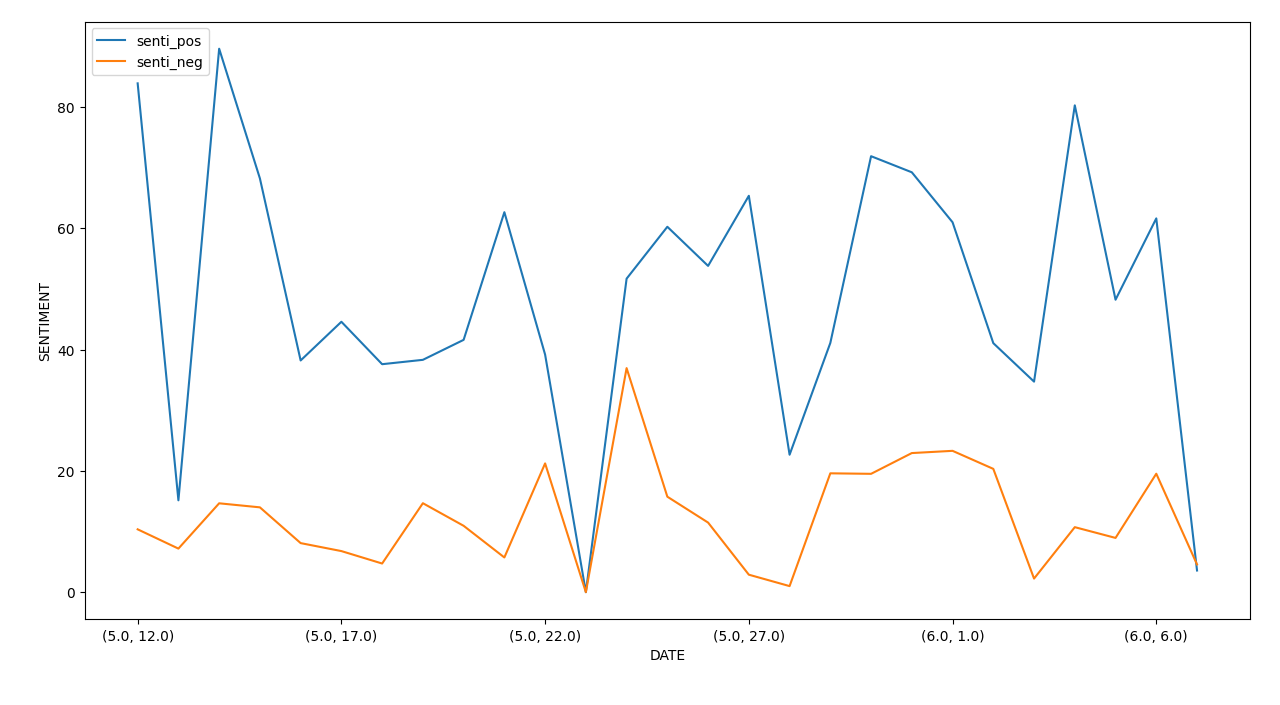 senti_pos
senti_neg
80
60
40
20
0
SENTIMENT
(5.0, 12.0) (5.0, 17.0) (5.0, 22.0) (5.0, 27.0) (6.0, 1.0) (6.0, 6.0)
DATE